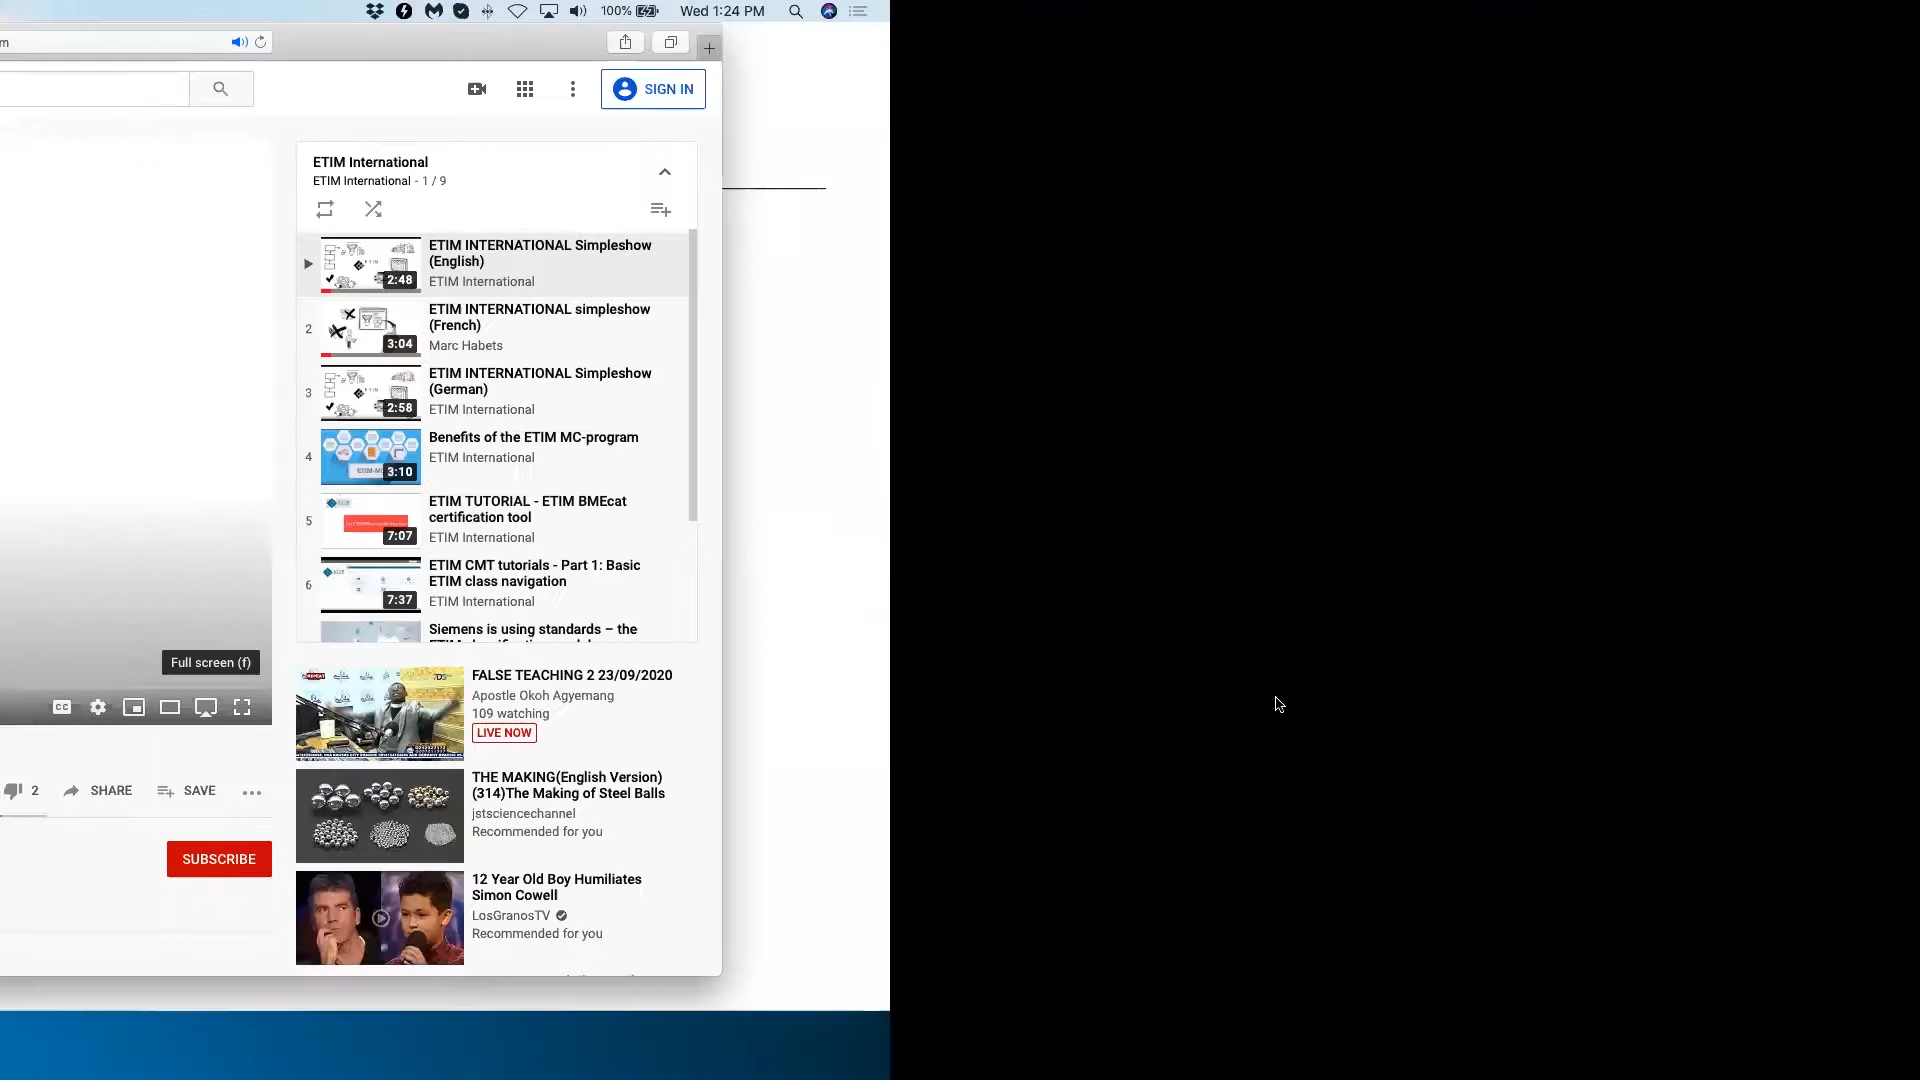 100%
Wed 1:24 PM
m
SIGN IN
ETIM International
ETIM International - 1 / 9
ETIM INTERNATIONAL Simpleshow
(English)
ETIM International
2:48
2
ETIM INTERNATIONAL simpleshow
(French)
Marc Habets
3:04
3
ETIM INTERNATIONAL Simpleshow
(German)
ETIM International
2:58
4
Benefits of the ETIM MC-program
ETIM International
3:10
5
ETIM TUTORIAL - ETIM BMEcat
certification tool
ETIM International
7:07
6
ETIM CMT tutorials - Part 1: Basic
ETIM class navigation
ETIM International
7:37
Siemens is using standards – the
Full screen (f)
CC
FALSE TEACHING 2 23/09/2020
Apostle Okoh Agyemang
109 watching
LIVE NOW
THE MAKING(English Version)
(314)The Making of Steel Balls
jstsciencechannel
Recommended for you
2 SHARE SAVE
SUBSCRIBE
12 Year Old Boy Humiliates
Simon Cowell
LosGranosTV
Recommended for you